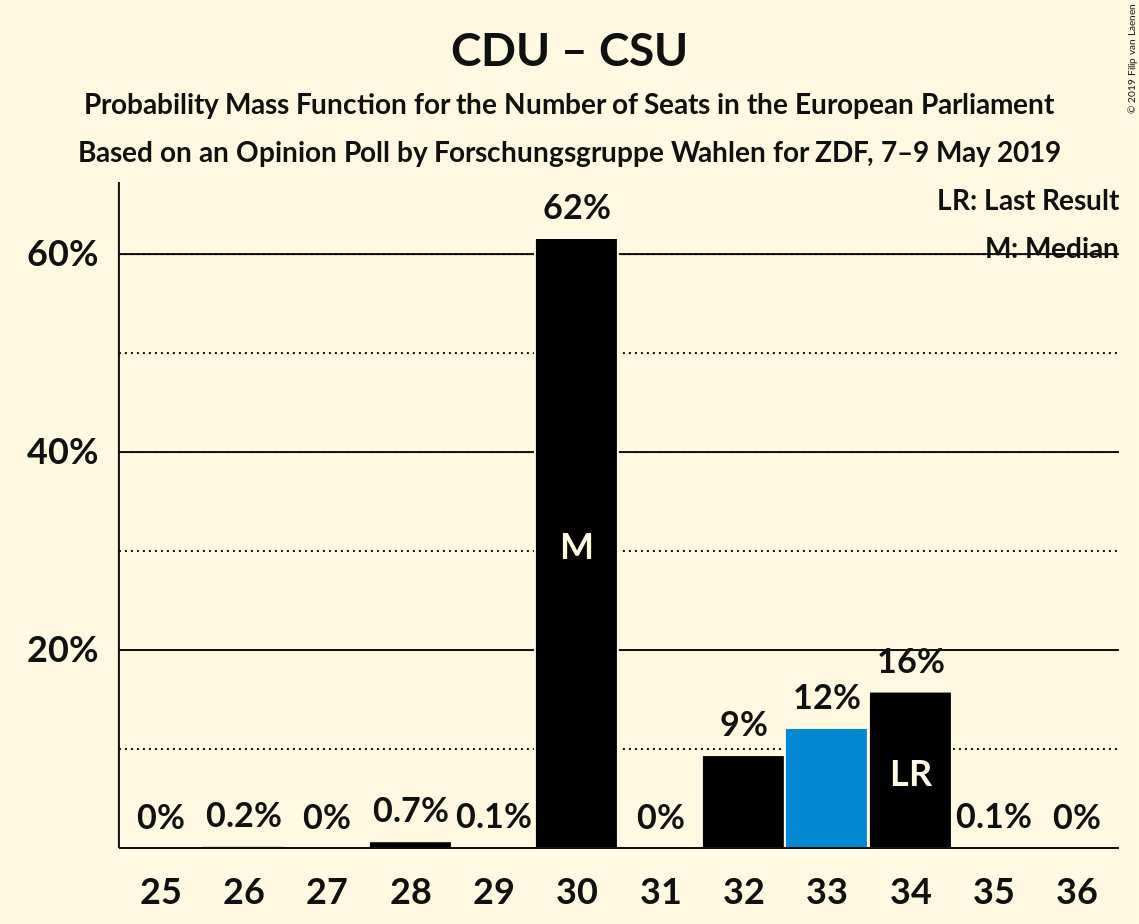 CDU – CSU
Probability Mass Function for the Number of Seats in the European Parliament
Based on an Opinion Poll by Forschungsgruppe Wahlen for ZDF, 7–9 May 2019
© 2019 Filip van Laenen
LR: Last Result
M: Median
60%
40%
20%
0%
0.2%
0%
0.7%
0.1%
62%
M
0%
9%
12%
16%
LR
0.1%
0%
25 26 27 28 29 30 31 32 33 34 35 36